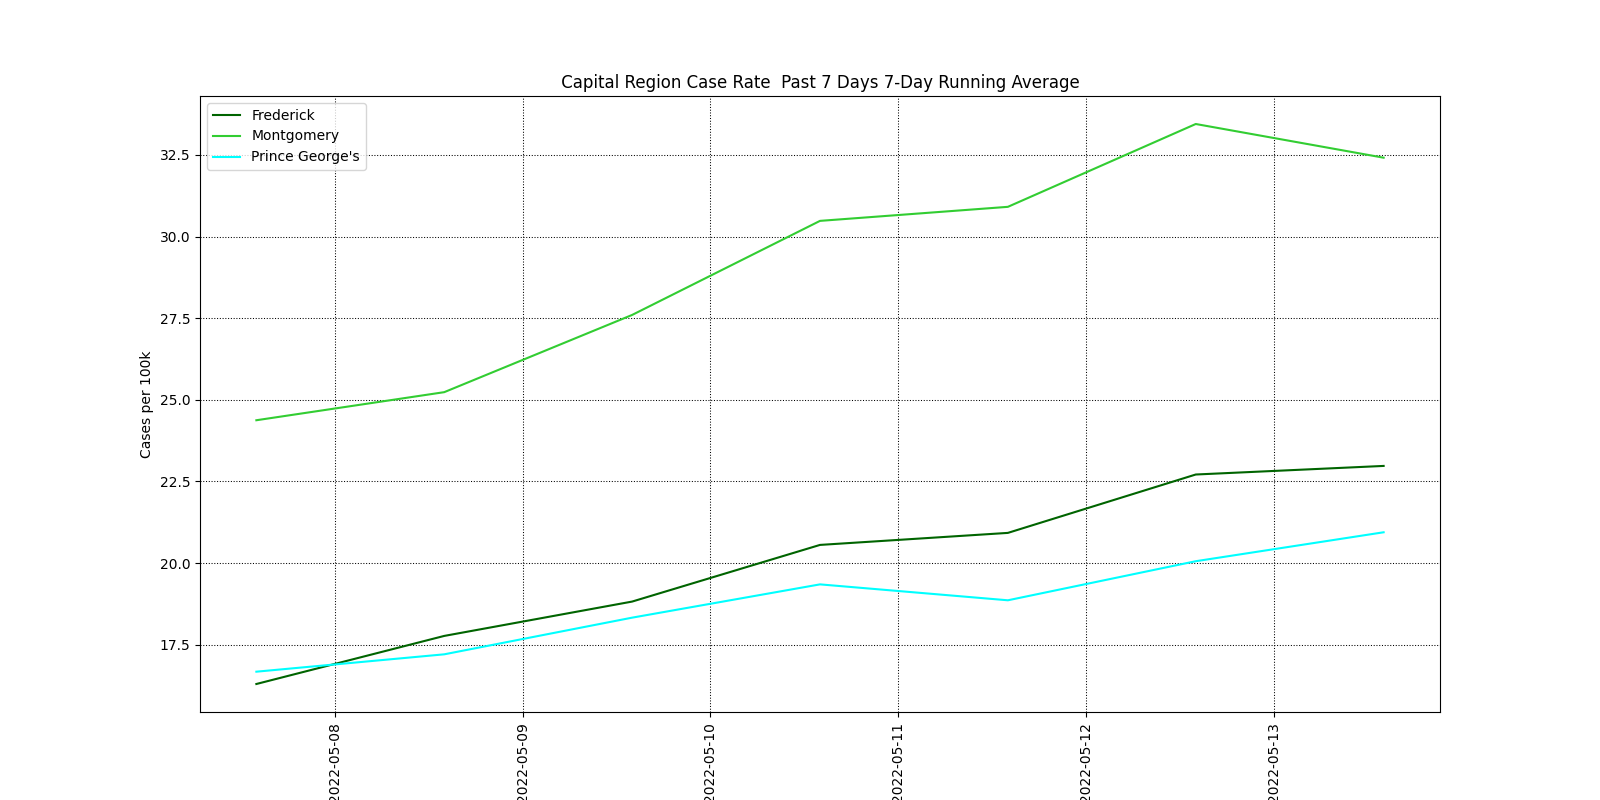 Capital Region Case Rate  Past 7 Days 7-Day Running Average
Frederick
Montgomery
Prince George's
Cases per 100k
32.5
30.0
27.5
25.0
22.5
20.0
17.5
2022-05-08
2022-05-09
2022-05-10
2022-05-11
2022-05-12
2022-05-13